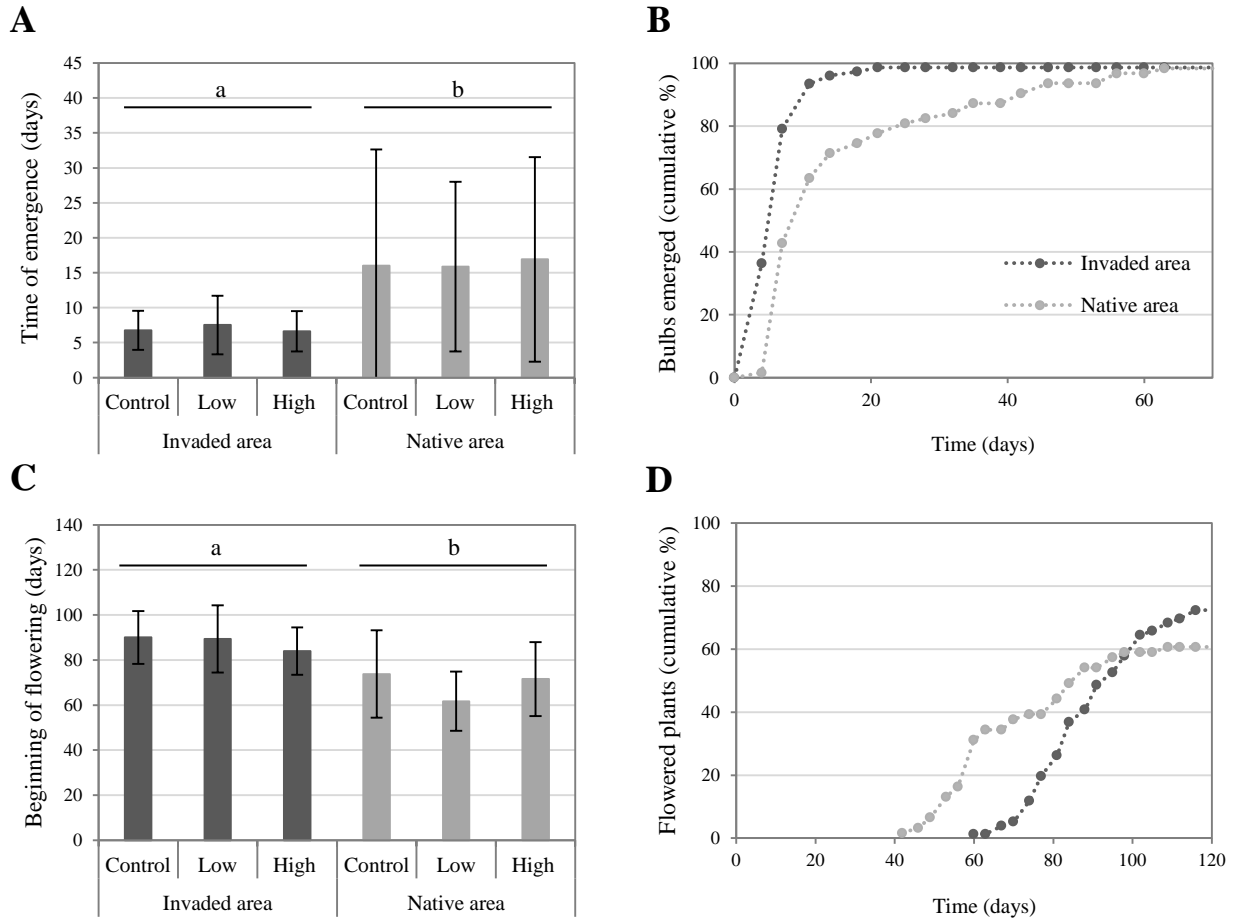 A
Time of emergence (days)
45
40
35
30
25
20
15
10
5
0
a
b
Control Low High Control Low High
Invaded area Native area
B
Bulbs emerged (cumulative %)
100
80
60
40
20
0
Invaded area
Native area
0 20 40 60
Time (days)
C
Beginning of flowering (days)
140
120
100
80
60
40
20
0
a
b
Control Low High Control Low High
Invaded area Native area
D
Flowered plants (cumulative %)
100
80
60
40
20
0
0 20 40 60 80 100 120
Time (days)